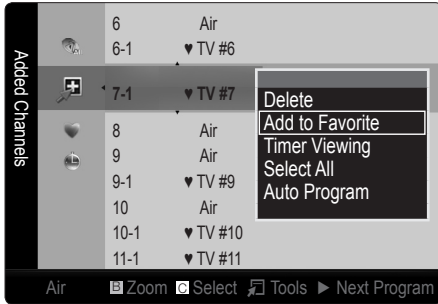 Added Channels
6 Air
6-1 ♥ TV #6
7-1 ♥ TV #7
8 Air
9 Air
9-1 ♥ TV #9
10 Air
10-1 ♥ TV #10
11-1 ♥ TV #11
Delete
Add to Favorite
Timer Viewing
Select All
Auto Program
Air B Zoom C Select Tools ► Next Program